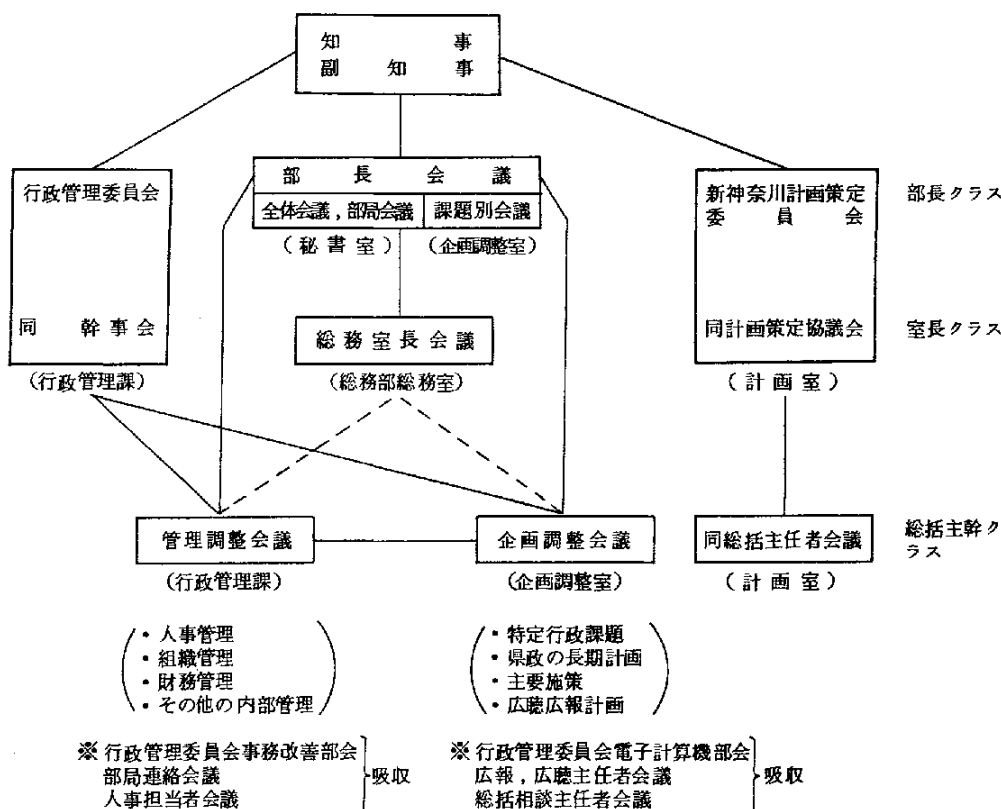 知事
副知事
行政管理委員会
同幹事会
(行政管理課)
部長会議
全体会議,部局会議
課題別会議
(秘書室)
(企画調整室)
総務室長会議
(総務部総務室)
新神奈川計画策定
委員会
同計画策定協議会
(計画室)
部長クラス
室長クラス
管理調整会議
(行政管理課)
企画調整会議
(企画調整室)
同総括主任者会議
(計画室)
総括主幹ク
ラス
・人事管理
・組織管理
・財務管理
・その他の内部管理
・特定行政課題
・県政の長期計画
・主要施策
・広聴広報計画
※行政管理委員会事務改善部会
部局連絡会議
人事担当者会議
吸収
※行政管理委員会電子計算機部会
広報,広聴主任者会議
総括相談主任者会議
吸収